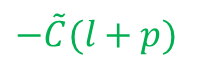 −C̃(l + p)